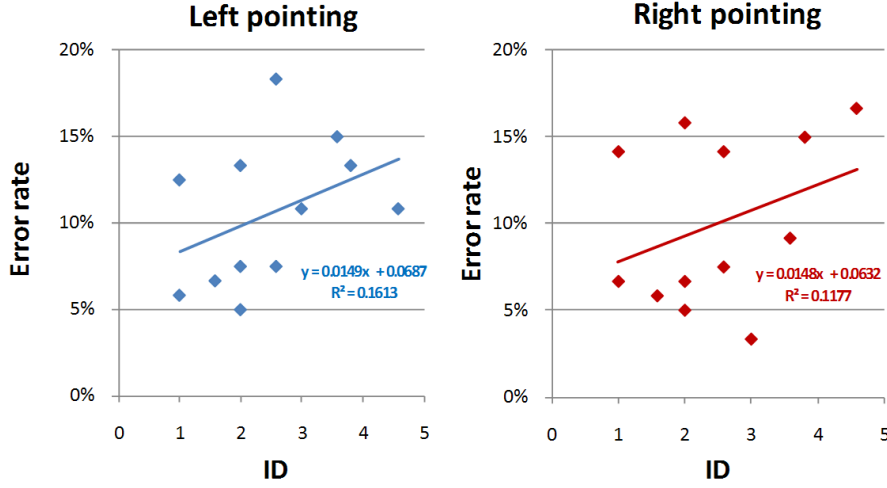 Left pointing
20%
15%
10%
5%
0%
Error rate
0 1 2 3 4 5
ID
y = 0.0149x + 0.0687
R² = 0.1613
Right pointing
20%
15%
10%
5%
0%
Error rate
0 1 2 3 4 5
ID
y = 0.0148x + 0.0632
R² = 0.1177